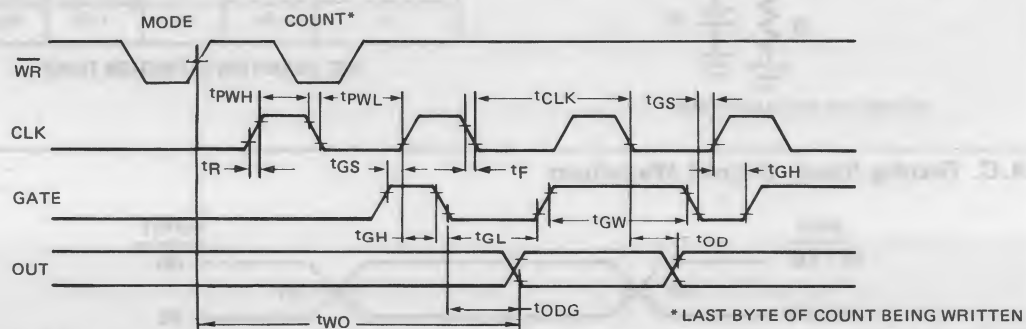 MODE COUNT*
WR
tPWH tPWL tCLK tGS
CLK
tR tGS tF tGH
GATE
tGH tGL tGW tOD
OUT
tODG
tWO
* LAST BYTE OF COUNT BEING WRITTEN